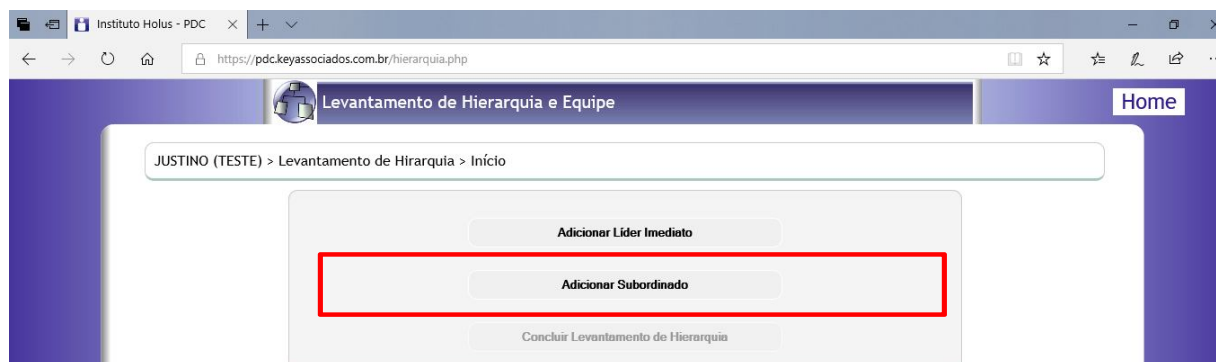 Instituto Holus - PDC
https://pdc.keyassociados.com.br/hierarquia.php
Levantamento de Hierarquia e Equipe
Home
JUSTINO (TESTE) > Levantamento de Hirarquia > Início
Adicionar Líder Imediato
Adicionar Subordinado
Concluir Levantamento de Hierarquia